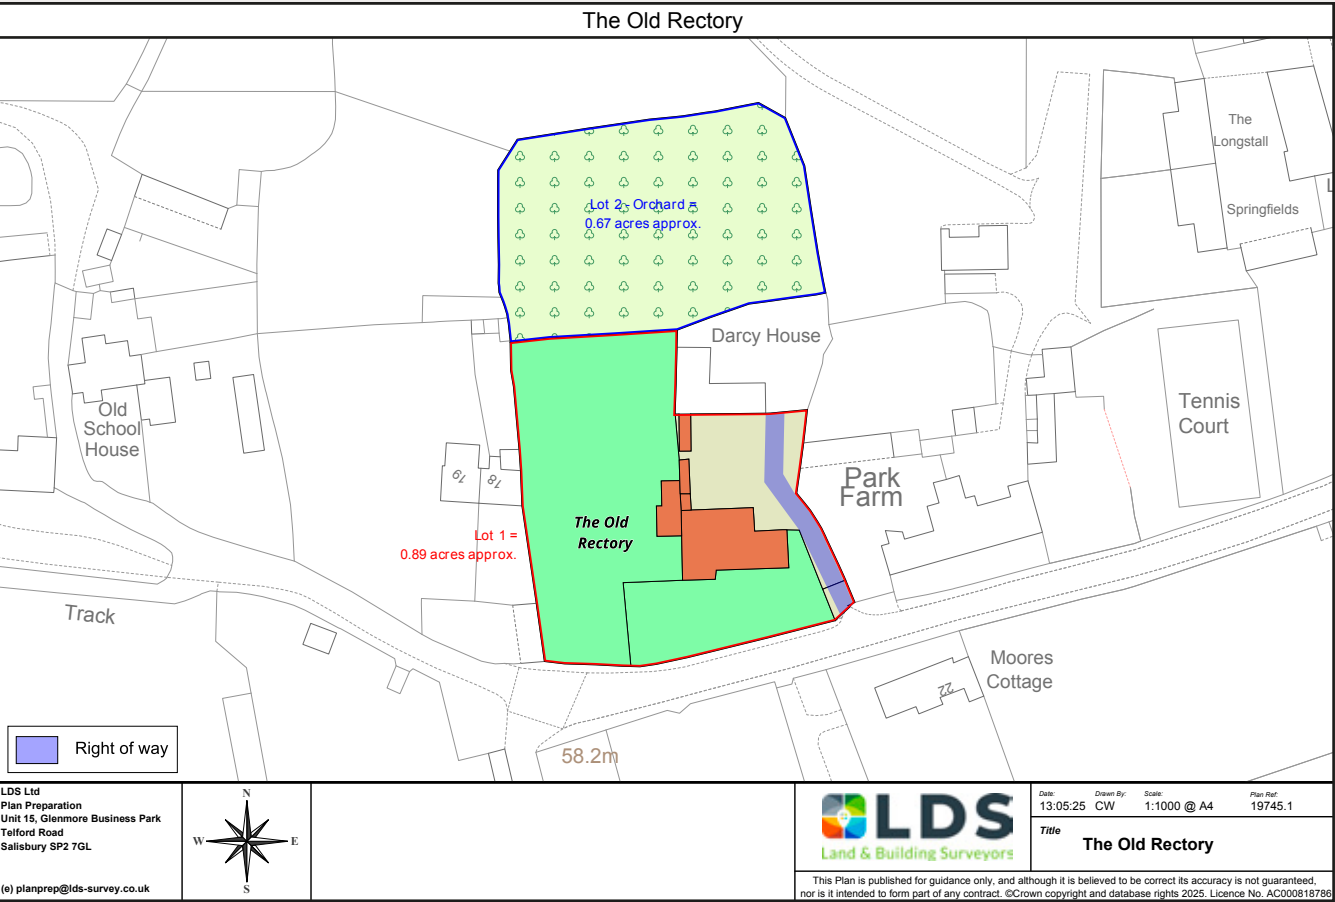 The Old Rectory
The
Longstall
Springfields
L
Lot 2 - Orchard =
0.67 acres approx.
Darcy House
Old
School
House
Tennis
Court
19
18
Park
Farm
The Old
Rectory
Lot 1 =
0.89 acres approx.
Track
Moores
Cottage
22
58.2m
Right of way
LDS Ltd
Plan Preparation
Unit 15, Glenmore Business Park
Telford Road
Salisbury SP2 7GL
(e) planprep@lds-survey.co.uk
N
W
E
S
LDS
Land & Building Surveyors
Date: Drawn By: Scale: Plan Ref:
13:05:25 CW 1:1000 @ A4 19745.1
Title
The Old Rectory
This Plan is published for guidance only, and although it is believed to be correct its accuracy is not guaranteed,
nor is it intended to form part of any contract. ©Crown copyright and database rights 2025. Licence No. AC000818786